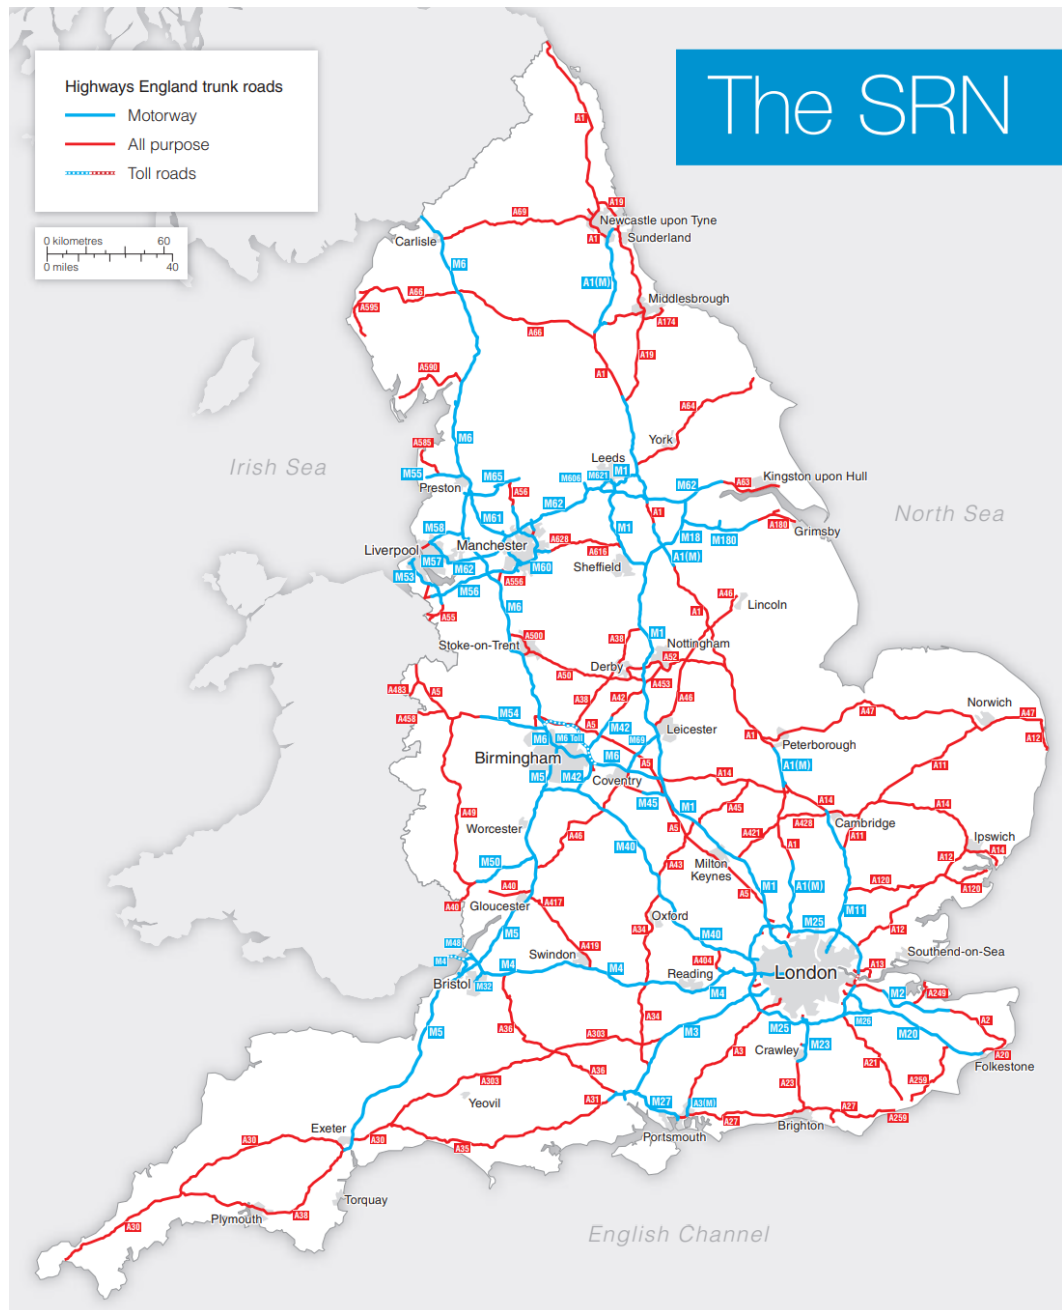 The SRN
Highways England trunk roads
Motorway
All purpose
Toll roads
0 kilometres 60
0 miles 40
A1
A19
A69
Newcastle upon Tyne
Carlisle
A1
Sunderland
M6
A1(M)
A66
Middlesbrough
A595
A174
A66
A19
A590
A1
A64
M6
York
A585
Leeds
Irish Sea
M55
M65
M606
M621
M1
Kingston upon Hull
Preston
A56
M62
A63
M62
North Sea
M61
A1
M58
M1
A180
Grimsby
Liverpool
Manchester
A628
M18
M180
M57
M62
A616
A1(M)
M53
M60
Sheffield
M56
A556
A46
M6
Lincoln
A55
A1
A500
A38
M1
Stoke-on-Trent
Nottingham
A52
Derby
A50
A453
A483
A5
A38
A42
A46
Norwich
A458
M54
A47
A47
A5
M42
Leicester
A1
A12
M6
M6 Toll
M69
Peterborough
Birmingham
M6
A5
A1(M)
A11
M5
M42
Coventry
A14
M45
M1
A45
A14
A14
A49
A428
Cambridge
Worcester
A46
A5
A421
A11
Ipswich
M40
A1
A14
M50
A43
Milton
Keynes
A12
A40
A120
A120
A40
Gloucester
A417
A5
M1
A1(M)
M11
Oxford
M25
M5
A34
M40
A12
M48
A419
Swindon
Southend-on-Sea
M4
M4
A404
A13
M4
Reading
London
Bristol
M32
M4
M2
A249
M5
A36
A34
M3
M25
M26
A2
A303
M23
M20
A3
Crawley
A21
A20
Folkestone
A36
A303
A23
A259
Yeovil
A31
M27
A3(M)
A27
A27
A259
Exeter
Portsmouth
Brighton
A30
A30
A35
Torquay
Plymouth
A38
A30
English Channel